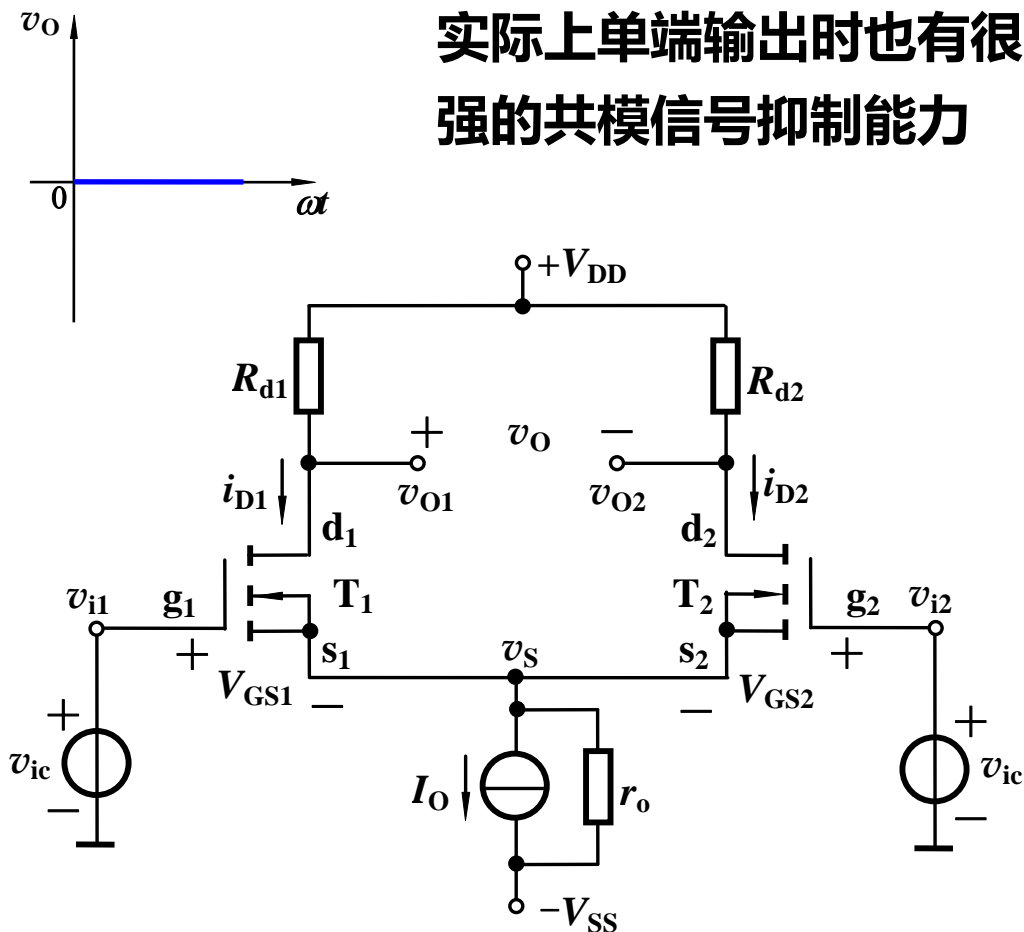 实际上单端输出时也有很
强的共模信号抑制能力
vO
0
ωt
+VDD
Rd1
Rd2
+
vO
−
iD1
vO1
vO2
iD2
d1
d2
vi1
g1
T1
T2
g2
vi2
+
s1
vS
s2
+
VGS1
−
−
VGS2
+
vic
−
IO
ro
+
vic
−
−VSS